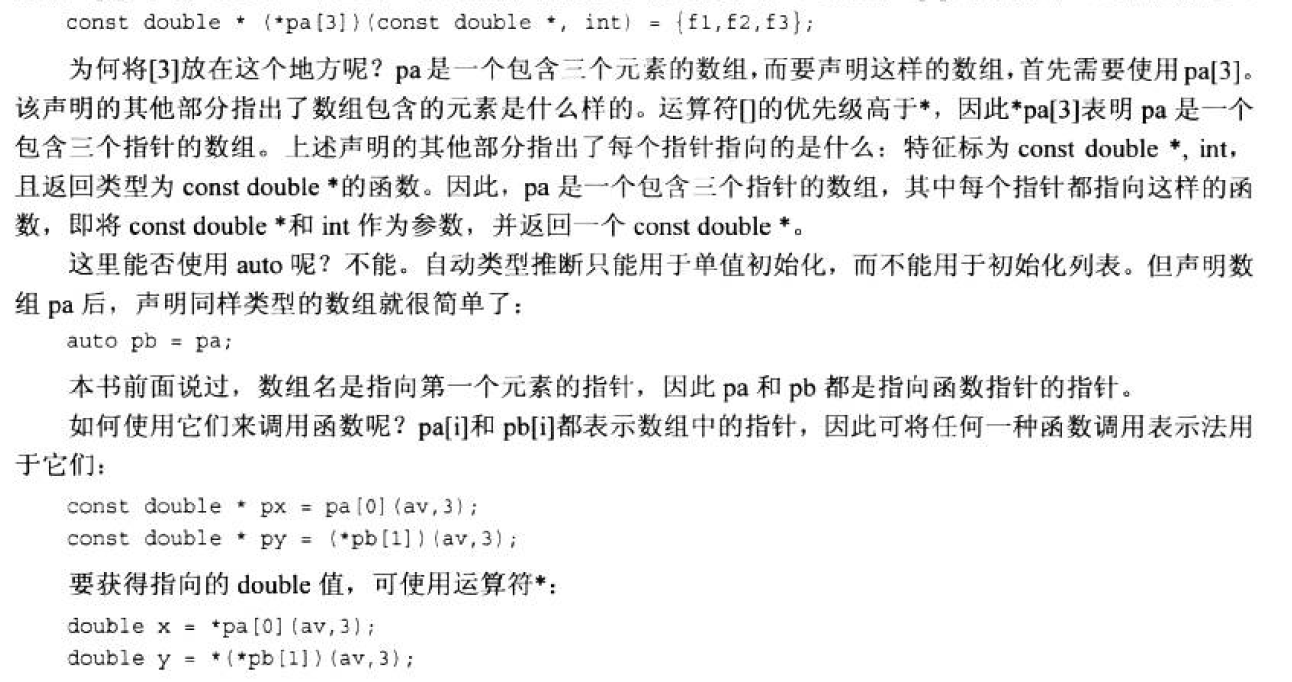 const double * (*pa[3])(const double *, int) = {f1,f2,f3};
为何将[3]放在这个地方呢？pa 是一个包含三个元素的数组，而要声明这样的数组，首先需要使用 pa[3]。
该声明的其他部分指出了数组包含的元素是什么样的。运算符[]的优先级高于*，因此*pa[3]表明 pa 是一个
包含三个指针的数组。上述声明的其他部分指出了每个指针指向的是什么：特征标为 const double *, int，
且返回类型为 const double *的函数。因此，pa 是一个包含三个指针的数组，其中每个指针都指向这样的函
数，即将 const double *和 int 作为参数，并返回一个 const double *。
这里能否使用 auto 呢？不能。自动类型推断只能用于单值初始化，而不能用于初始化列表。但声明数
组 pa 后，声明同样类型的数组就很简单了：
auto pb = pa;
本书前面说过，数组名是指向第一个元素的指针，因此 pa 和 pb 都是指向函数指针的指针。
如何使用它们来调用函数呢？pa[i]和 pb[i]都表示数组中的指针，因此可将任何一种函数调用表示法用
于它们：
const double * px = pa[0](av,3);
const double * py = (*pb[1])(av,3);
要获得指向的 double 值，可使用运算符*：
double x = *pa[0](av,3);
double y = *(*pb[1])(av,3);